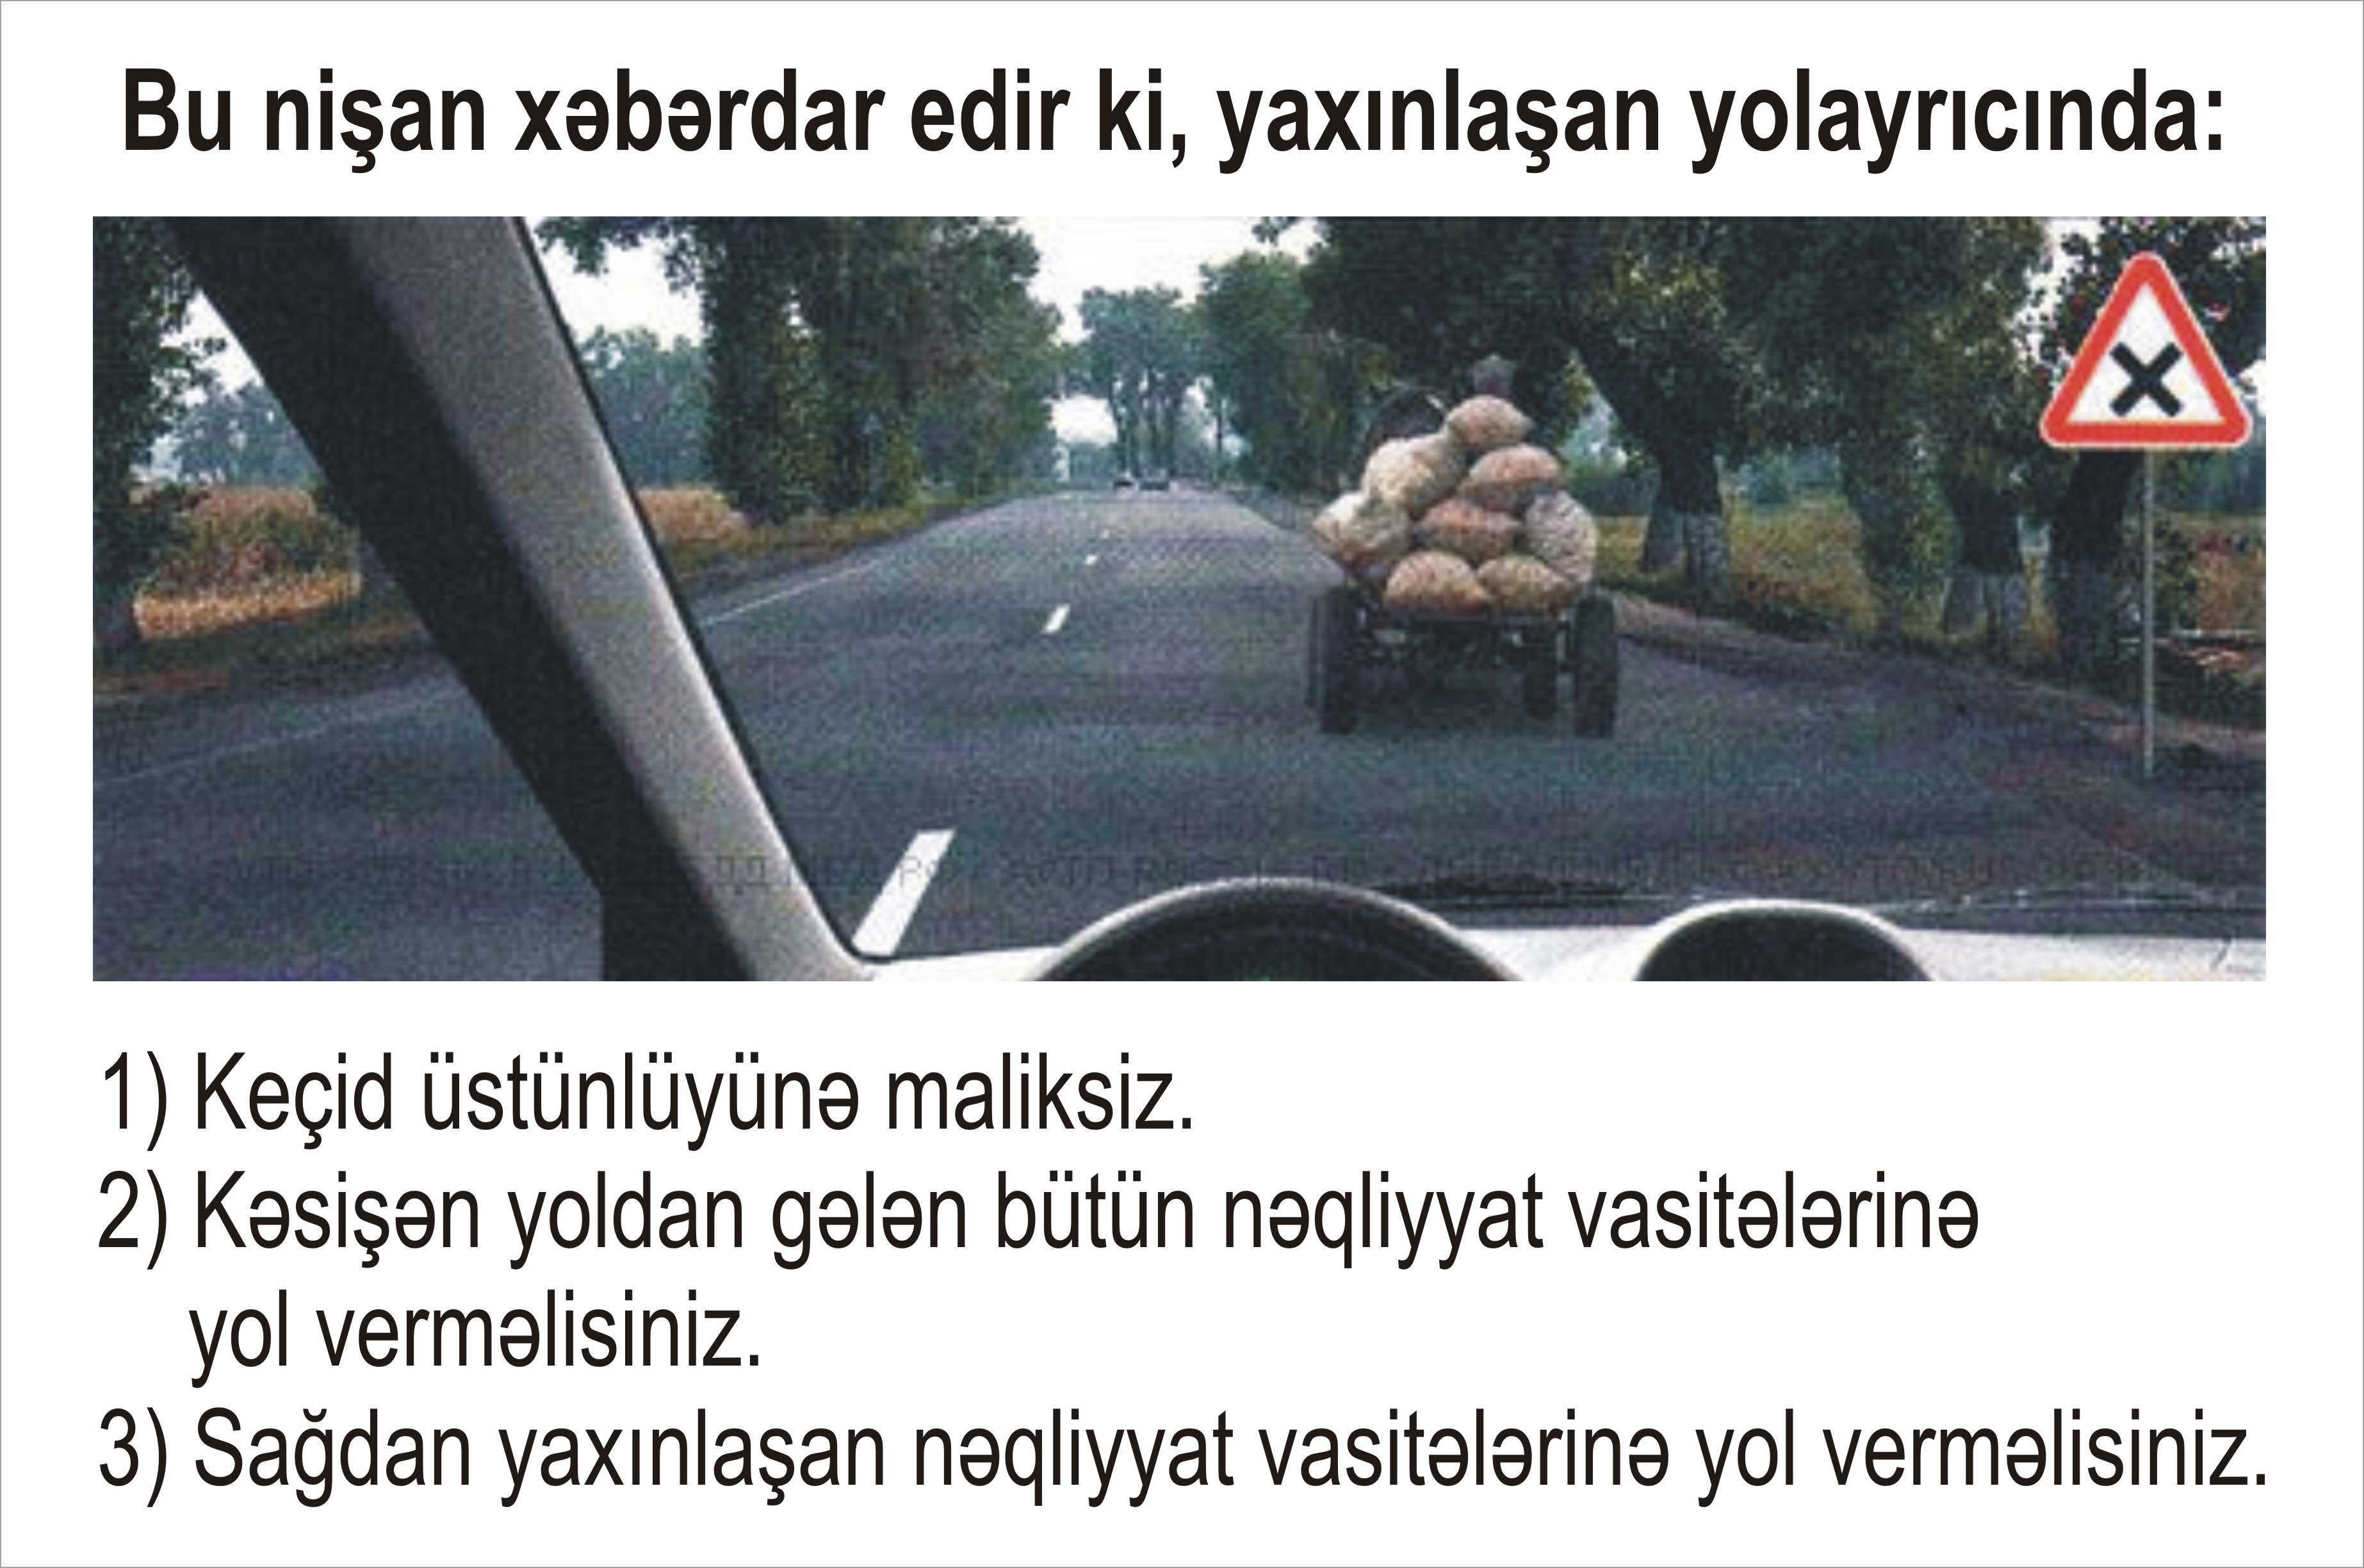 Bu nişan xəbərdar edir ki, yaxınlaşan yolayrıcında:
1) Keçid üstünlüyünə maliksiz.
2) Kəsişən yoldan gələn bütün nəqliyyat vasitələrinə
yol verməlisiniz.
3) Sağdan yaxınlaşan nəqliyyat vasitələrinə yol verməlisiniz.